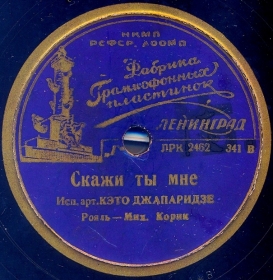 НКМП
РСФСР, ЛООМП
Фабрика
Граммофонных
пластинок
ЛЕНИНГРАД
ЛРК 2462 341 В
Скажи ты мне
Исп. арт. КЭТО ДЖАПАРИДЗЕ
Рояль — Мих. Корик